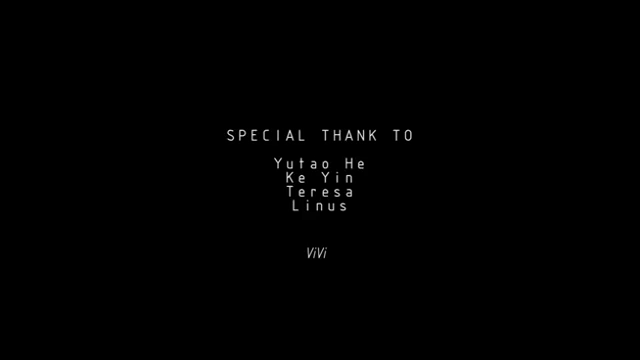 SPECIAL THANK TO
Yutao He
Ke Yin
Teresa
Linus
ViVi